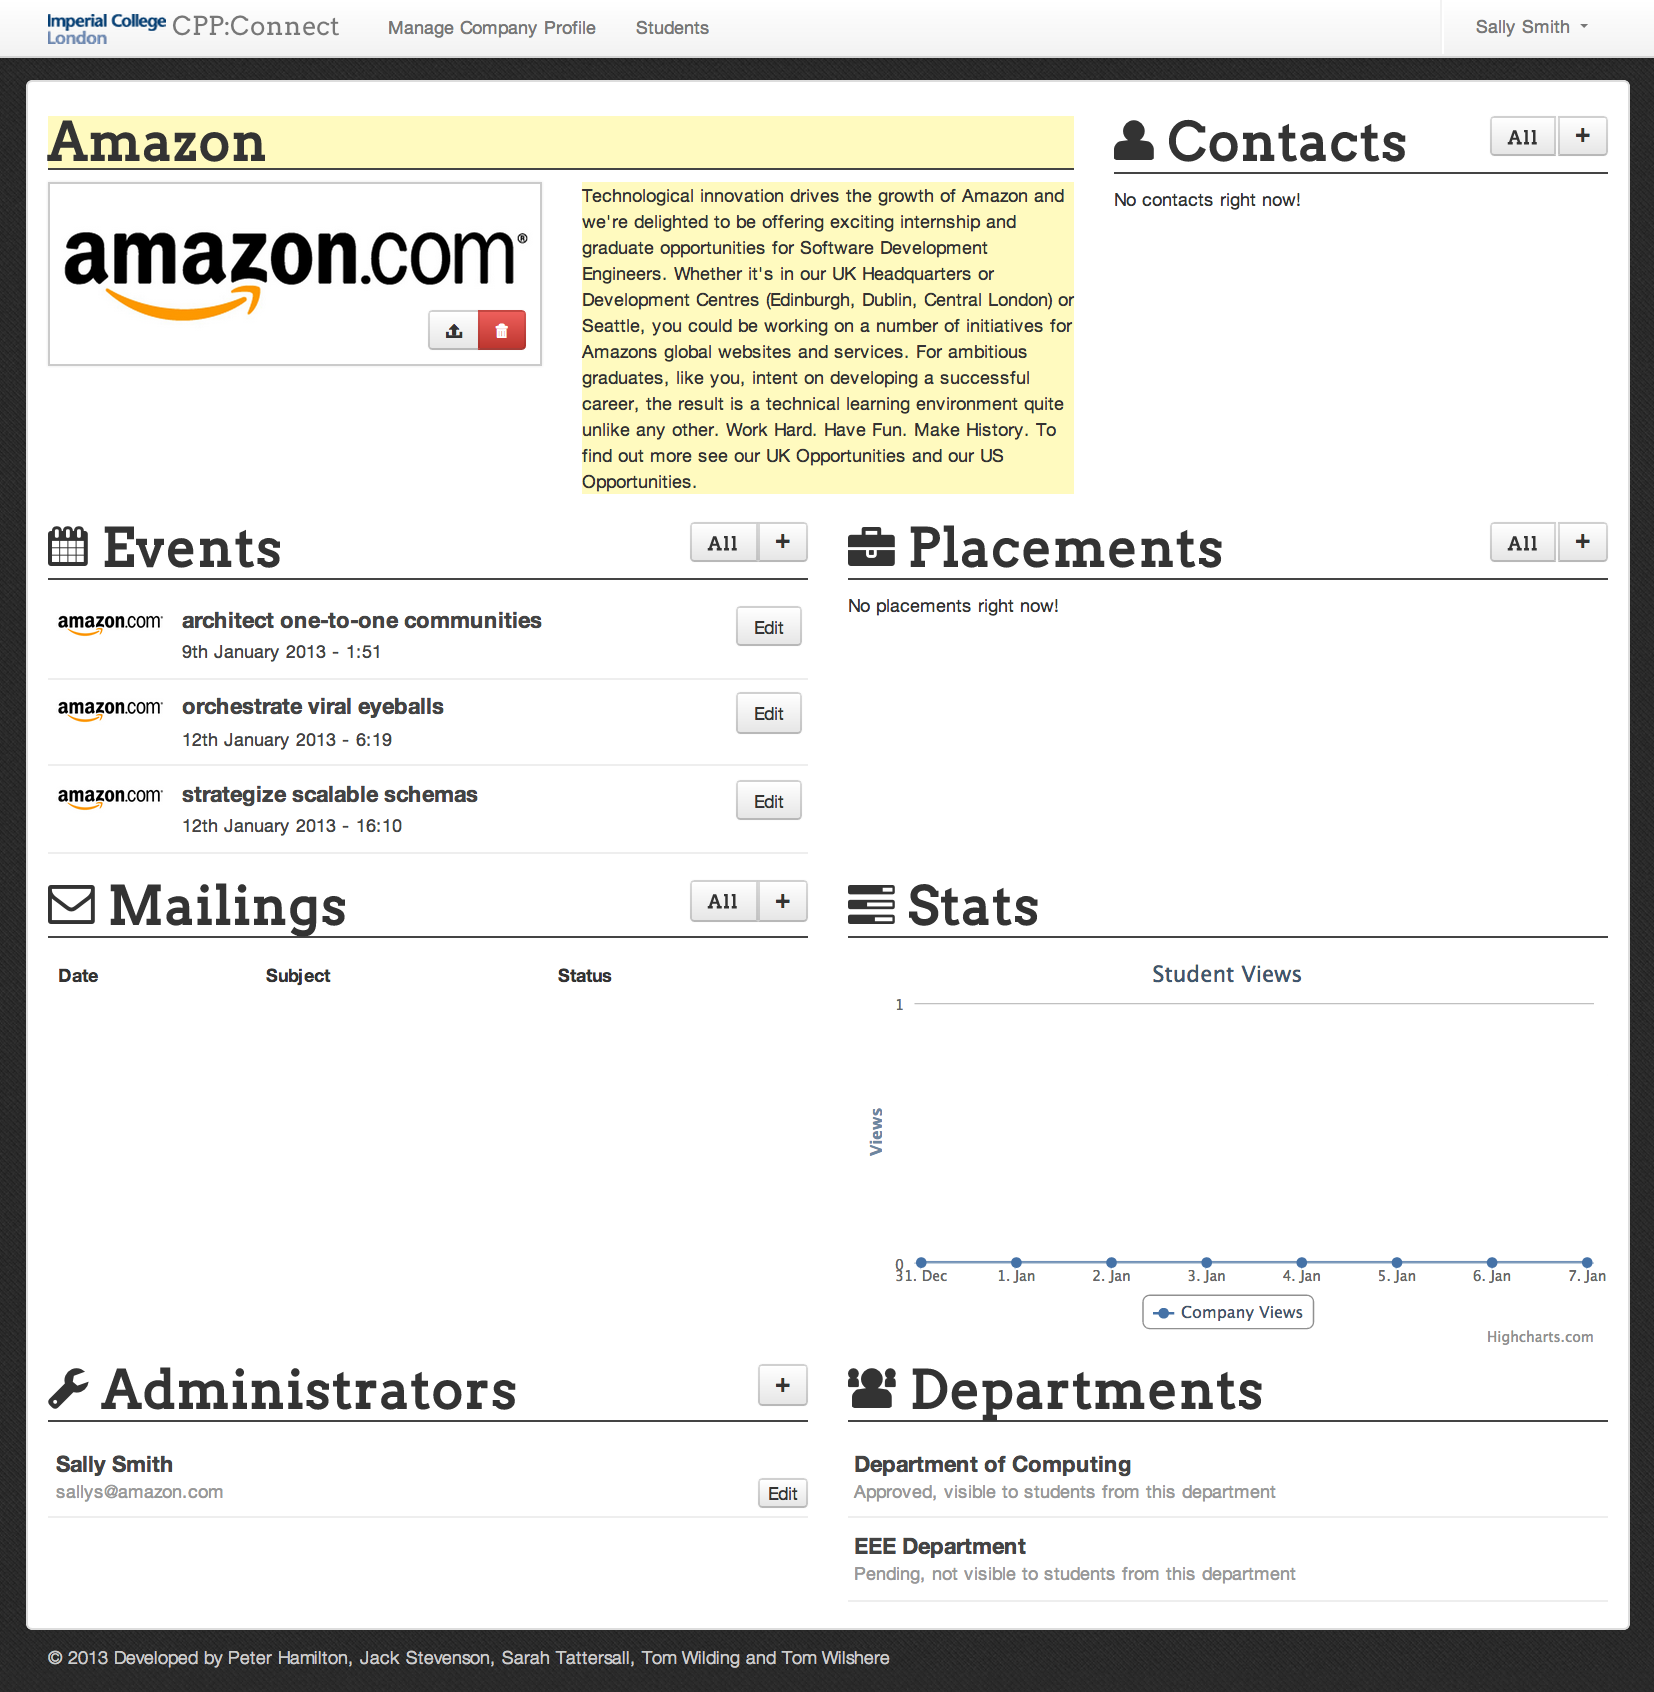 Imperial College
London
CPP:Connect
Manage Company Profile
Students
Sally Smith
Amazon
amazon.com®
Technological innovation drives the growth of Amazon and
we're delighted to be offering exciting internship and
graduate opportunities for Software Development
Engineers. Whether it's in our UK Headquarters or
Development Centres (Edinburgh, Dublin, Central London) or
Seattle, you could be working on a number of initiatives for
Amazons global websites and services. For ambitious
graduates, like you, intent on developing a successful
career, the result is a technical learning environment quite
unlike any other. Work Hard. Have Fun. Make History. To
find out more see our UK Opportunities and our US
Opportunities.
Contacts
All
+
No contacts right now!
Events
All
+
amazon.com
architect one-to-one communities
9th January 2013 - 1:51
Edit
amazon.com
orchestrate viral eyeballs
12th January 2013 - 6:19
Edit
amazon.com
strategize scalable schemas
12th January 2013 - 16:10
Edit
Placements
All
+
No placements right now!
Mailings
All
+
Date
Subject
Status
Stats
Student Views
1
Views
0
31. Dec
1. Jan
2. Jan
3. Jan
4. Jan
5. Jan
6. Jan
7. Jan
Company Views
Highcharts.com
Administrators
+
Sally Smith
sallys@amazon.com
Edit
Departments
Department of Computing
Approved, visible to students from this department
EEE Department
Pending, not visible to students from this department
© 2013 Developed by Peter Hamilton, Jack Stevenson, Sarah Tattersall, Tom Wilding and Tom Wilshere